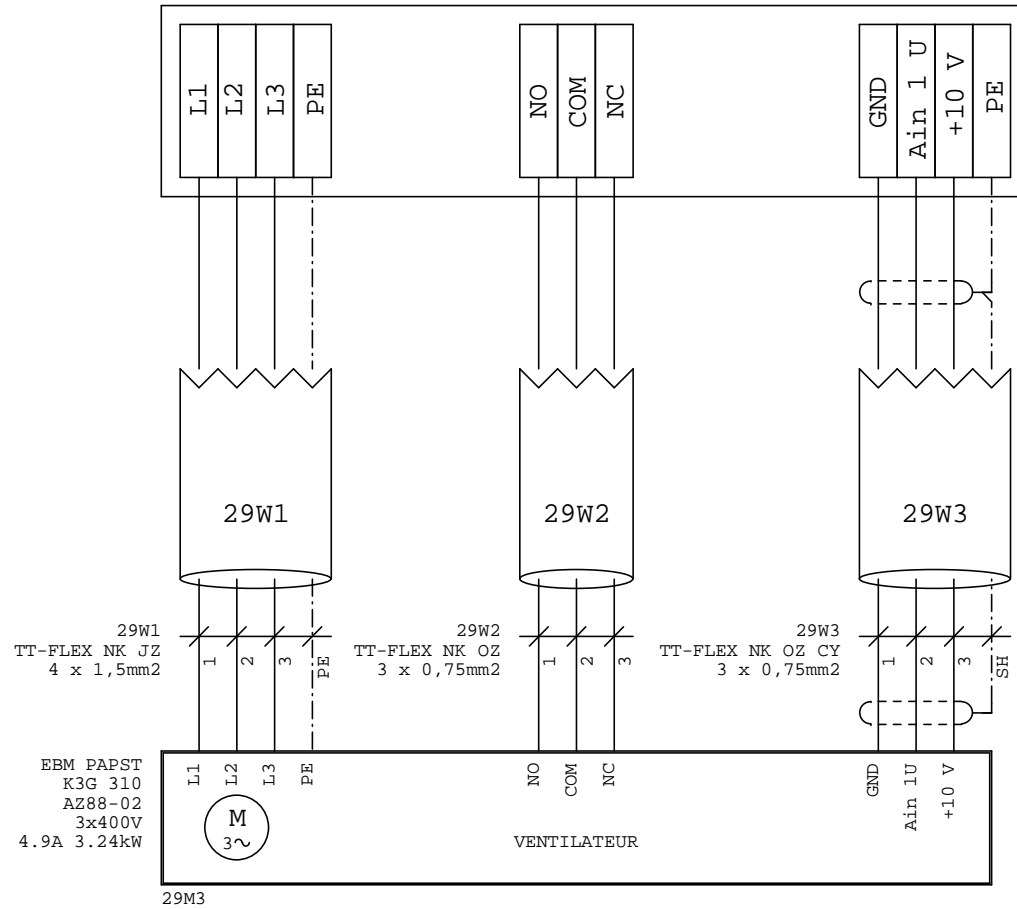 L1 L2 L3 PE NO COM NC GND Ain 1 U +10 V PE
29W1 29W2 29W3
29W1
TT-FLEX NK JZ
4 x 1,5mm2
1 2 3 PE
29W2
TT-FLEX NK OZ
3 x 0,75mm2
1 2 3
29W3
TT-FLEX NK OZ CY
3 x 0,75mm2
1 2 3 SH
EBM PAPST
K3G 310
AZ88-02
3x400V
4.9A 3.24kW
L1 L2 L3 PE NO COM NC GND Ain 1U +10 V
M
3~
VENTILATEUR
29M3